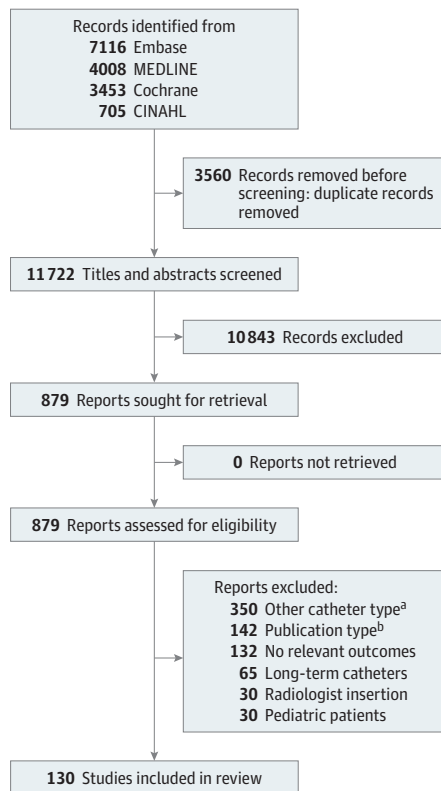 Records identified from
7116 Embase
4008 MEDLINE
3453 Cochrane
705 CINAHL
3560 Records removed before
screening: duplicate records
removed
11722 Titles and abstracts screened
10843 Records excluded
879 Reports sought for retrieval
0 Reports not retrieved
879 Reports assessed for eligibility
Reports excluded:
350 Other catheter typeᵃ
142 Publication typeᵇ
132 No relevant outcomes
65 Long-term catheters
30 Radiologist insertion
30 Pediatric patients
130 Studies included in review